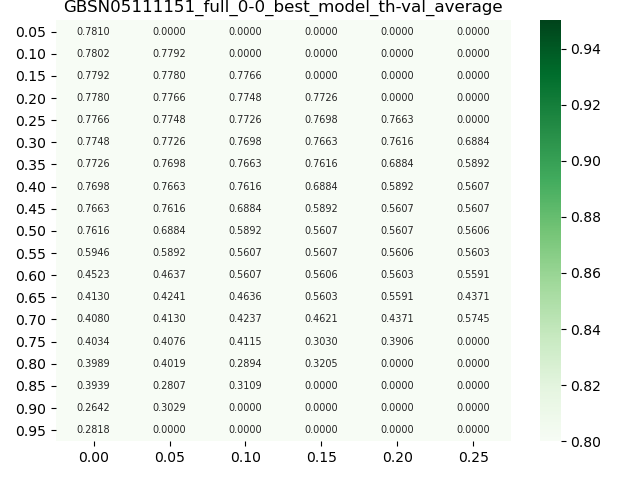 GBSN05111151_full_0-0_best_model_th-val_average
0.05 0.7810 0.0000 0.0000 0.0000 0.0000 0.0000
0.10 0.7802 0.7792 0.0000 0.0000 0.0000 0.0000
0.15 0.7792 0.7780 0.7766 0.0000 0.0000 0.0000
0.20 0.7780 0.7766 0.7748 0.7726 0.0000 0.0000
0.25 0.7766 0.7748 0.7726 0.7698 0.7663 0.0000
0.30 0.7748 0.7726 0.7698 0.7663 0.7616 0.6884
0.35 0.7726 0.7698 0.7663 0.7616 0.6884 0.5892
0.40 0.7698 0.7663 0.7616 0.6884 0.5892 0.5607
0.45 0.7663 0.7616 0.6884 0.5892 0.5607 0.5607
0.50 0.7616 0.6884 0.5892 0.5607 0.5607 0.5606
0.55 0.5946 0.5892 0.5607 0.5607 0.5606 0.5603
0.60 0.4523 0.4637 0.5607 0.5606 0.5603 0.5591
0.65 0.4130 0.4241 0.4636 0.5603 0.5591 0.4371
0.70 0.4080 0.4130 0.4237 0.4621 0.4371 0.5745
0.75 0.4034 0.4076 0.4115 0.3030 0.3906 0.0000
0.80 0.3989 0.4019 0.2894 0.3205 0.0000 0.0000
0.85 0.3939 0.2807 0.3109 0.0000 0.0000 0.0000
0.90 0.2642 0.3029 0.0000 0.0000 0.0000 0.0000
0.95 0.2818 0.0000 0.0000 0.0000 0.0000 0.0000
0.00 0.05 0.10 0.15 0.20 0.25
0.94
0.92
0.90
0.88
0.86
0.84
0.82
0.80